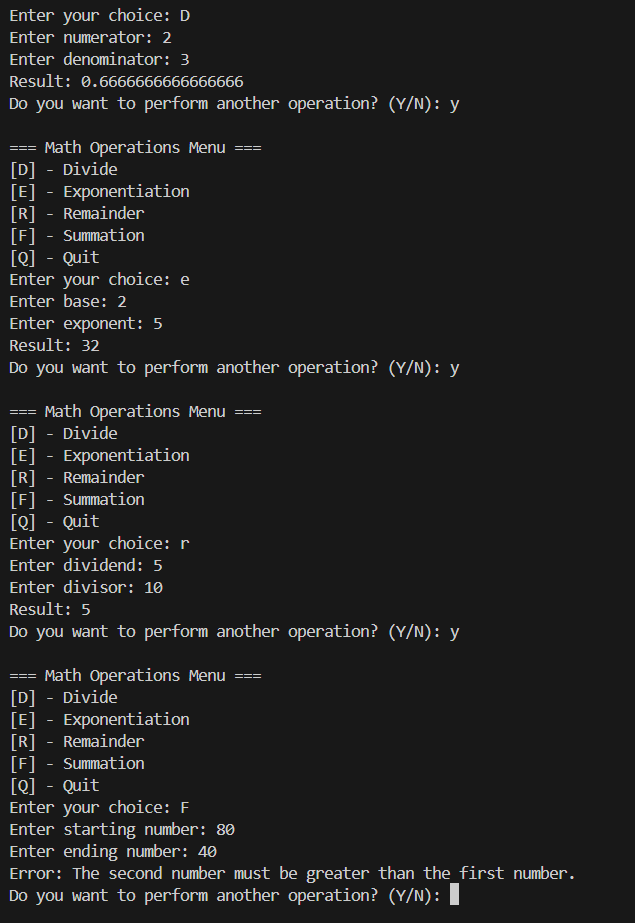 Enter your choice: D
Enter numerator: 2
Enter denominator: 3
Result: 0.6666666666666666
Do you want to perform another operation? (Y/N): y
=== Math Operations Menu ===
[D] - Divide
[E] - Exponentiation
[R] - Remainder
[F] - Summation
[Q] - Quit
Enter your choice: e
Enter base: 2
Enter exponent: 5
Result: 32
Do you want to perform another operation? (Y/N): y
=== Math Operations Menu ===
[D] - Divide
[E] - Exponentiation
[R] - Remainder
[F] - Summation
[Q] - Quit
Enter your choice: r
Enter dividend: 5
Enter divisor: 10
Result: 5
Do you want to perform another operation? (Y/N): y
=== Math Operations Menu ===
[D] - Divide
[E] - Exponentiation
[R] - Remainder
[F] - Summation
[Q] - Quit
Enter your choice: F
Enter starting number: 80
Enter ending number: 40
Error: The second number must be greater than the first number.
Do you want to perform another operation? (Y/N):